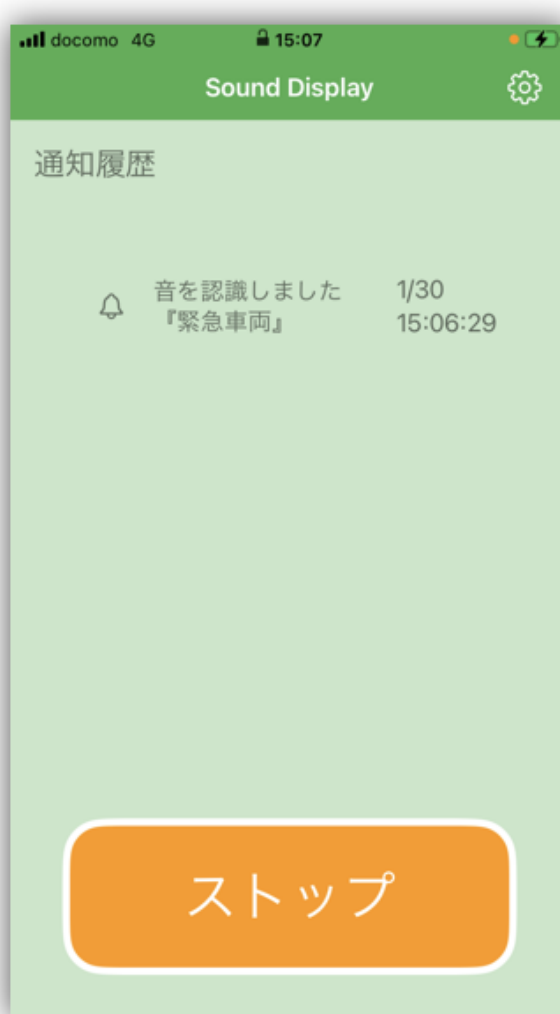 docomo 4G 15:07
Sound Display
通知履歴
音を認識しました 1/30
『緊急車両』 15:06:29
ストップ